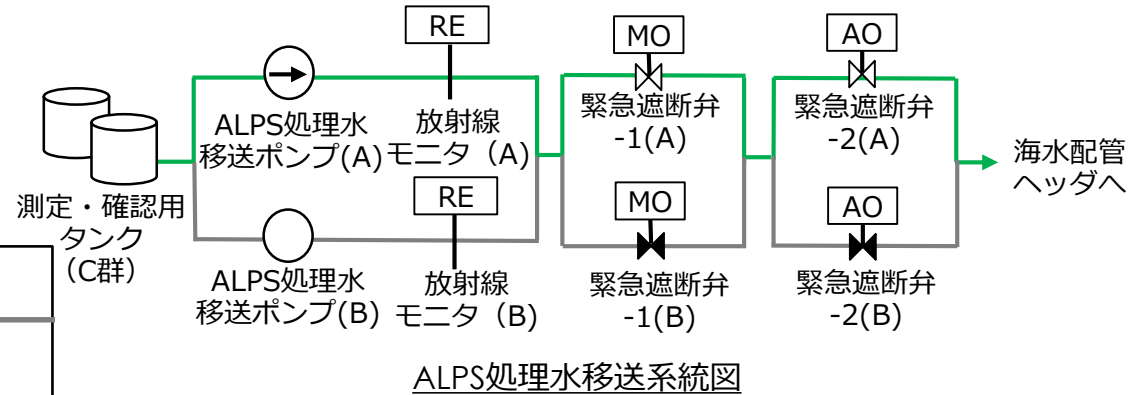 RE
MO
AO
ALPS処理水
移送ポンプ(A)
放射線
モニタ（A)
緊急遮断弁
-1(A)
緊急遮断弁
-2(A)
海水配管
ヘッダへ
測定・確認用
タンク
（C群）
RE
MO
AO
ALPS処理水
移送ポンプ(B)
放射線
モニタ（B)
緊急遮断弁
-1(B)
緊急遮断弁
-2(B)
ALPS処理水移送系統図